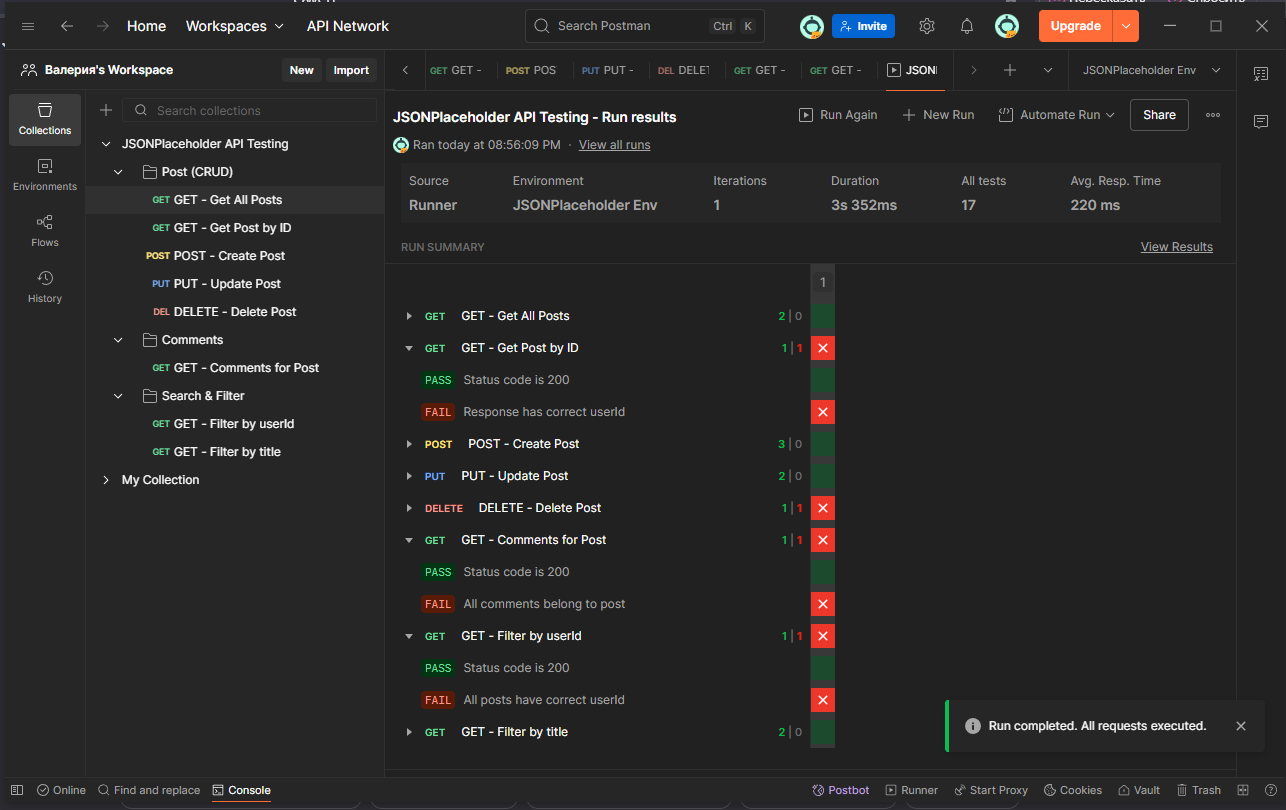 Home Workspaces API Network Search Postman Ctrl K Invite Upgrade
Валерия's Workspace New Import GET GET - POST POS PUT PUT - DEL DELET GET GET - GET GET - JSON JSONPlaceholder Env
Search collections
Collections
Environments
Flows
History
JSONPlaceholder API Testing
Post (CRUD)
GET GET - Get All Posts
GET GET - Get Post by ID
POST POST - Create Post
PUT PUT - Update Post
DEL DELETE - Delete Post
Comments
GET GET - Comments for Post
Search & Filter
GET GET - Filter by userId
GET GET - Filter by title
My Collection
JSONPlaceholder API Testing - Run results Run Again New Run Automate Run Share
Ran today at 08:56:09 PM · View all runs
Source Environment Iterations Duration All tests Avg. Resp. Time
Runner JSONPlaceholder Env 1 3s 352ms 17 220 ms
RUN SUMMARY View Results
1
GET GET - Get All Posts 2 | 0
GET GET - Get Post by ID 1 | 1
PASS Status code is 200
FAIL Response has correct userId
POST POST - Create Post 3 | 0
PUT PUT - Update Post 2 | 0
DELETE DELETE - Delete Post 1 | 1
GET GET - Comments for Post 1 | 1
PASS Status code is 200
FAIL All comments belong to post
GET GET - Filter by userId 1 | 1
PASS Status code is 200
FAIL All posts have correct userId
GET GET - Filter by title 2 | 0
Run completed. All requests executed.
Online Find and replace Console Postbot Runner Start Proxy Cookies Vault Trash